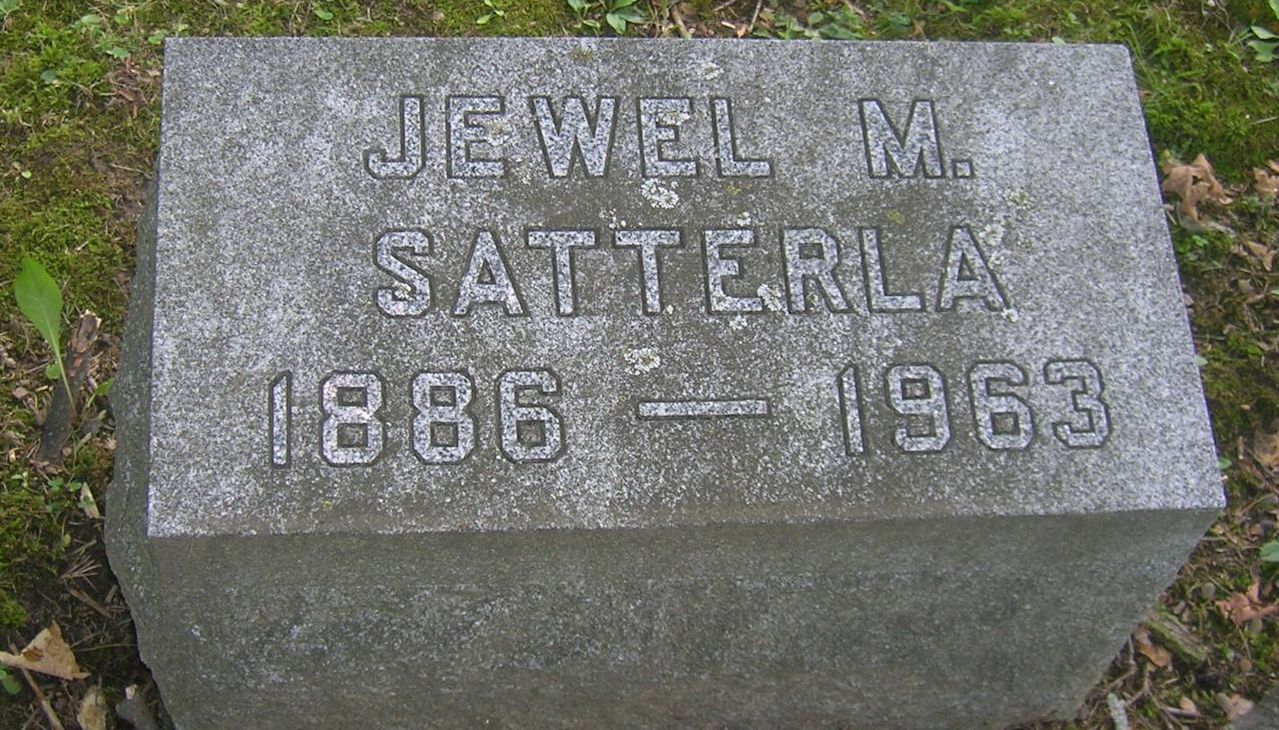 JEWEL M.
SATTERLA
1886 — 1963